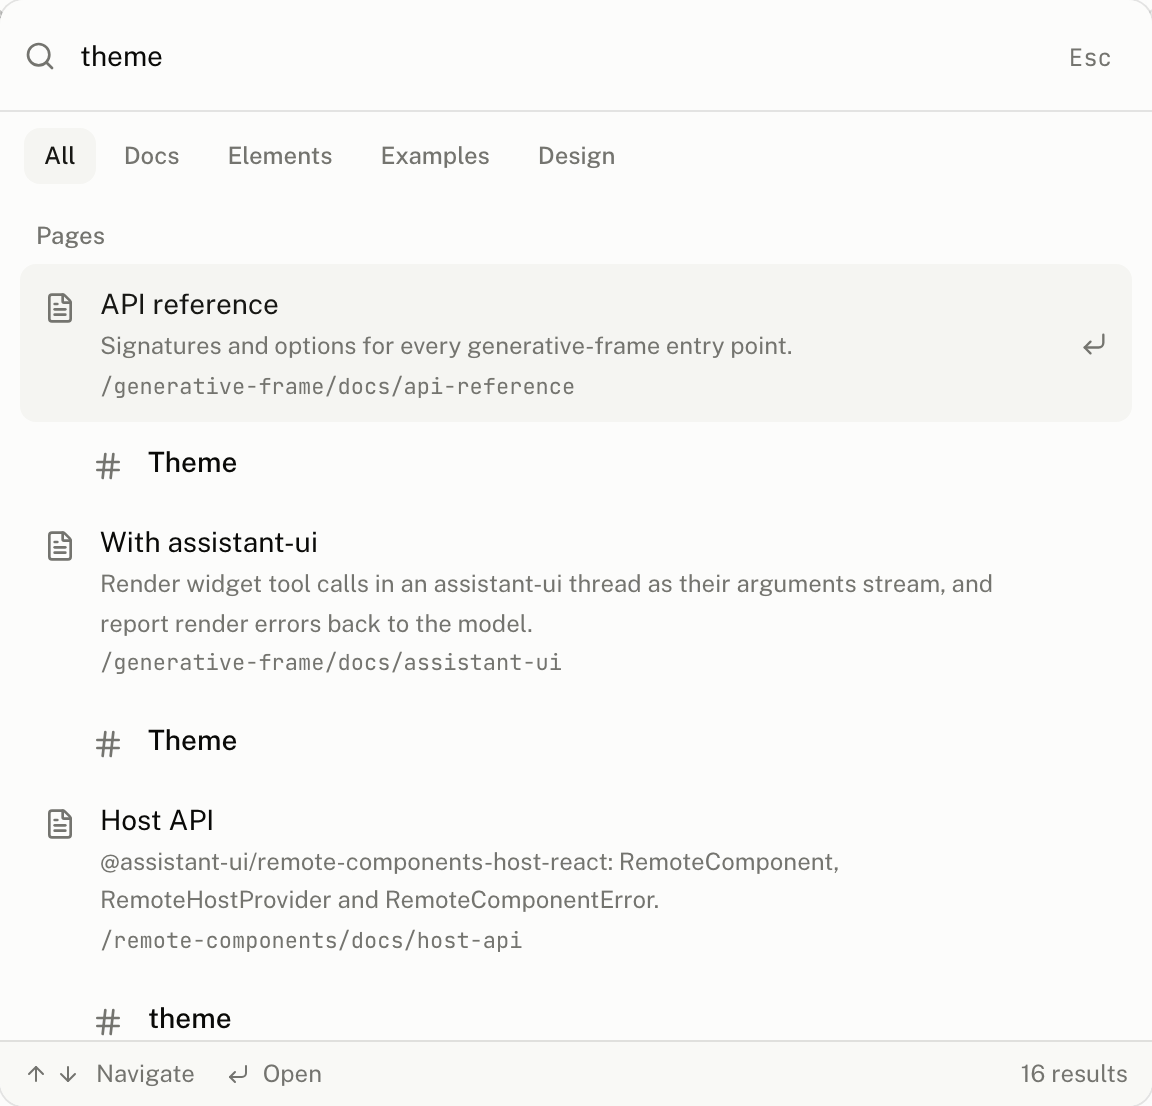 theme
Esc
All
Docs
Elements
Examples
Design
Pages
API reference
Signatures and options for every generative-frame entry point.
/generative-frame/docs/api-reference
# Theme
With assistant-ui
Render widget tool calls in an assistant-ui thread as their arguments stream, and
report render errors back to the model.
/generative-frame/docs/assistant-ui
# Theme
Host API
@assistant-ui/remote-components-host-react: RemoteComponent,
RemoteHostProvider and RemoteComponentError.
/remote-components/docs/host-api
# theme
Navigate
Open
16 results